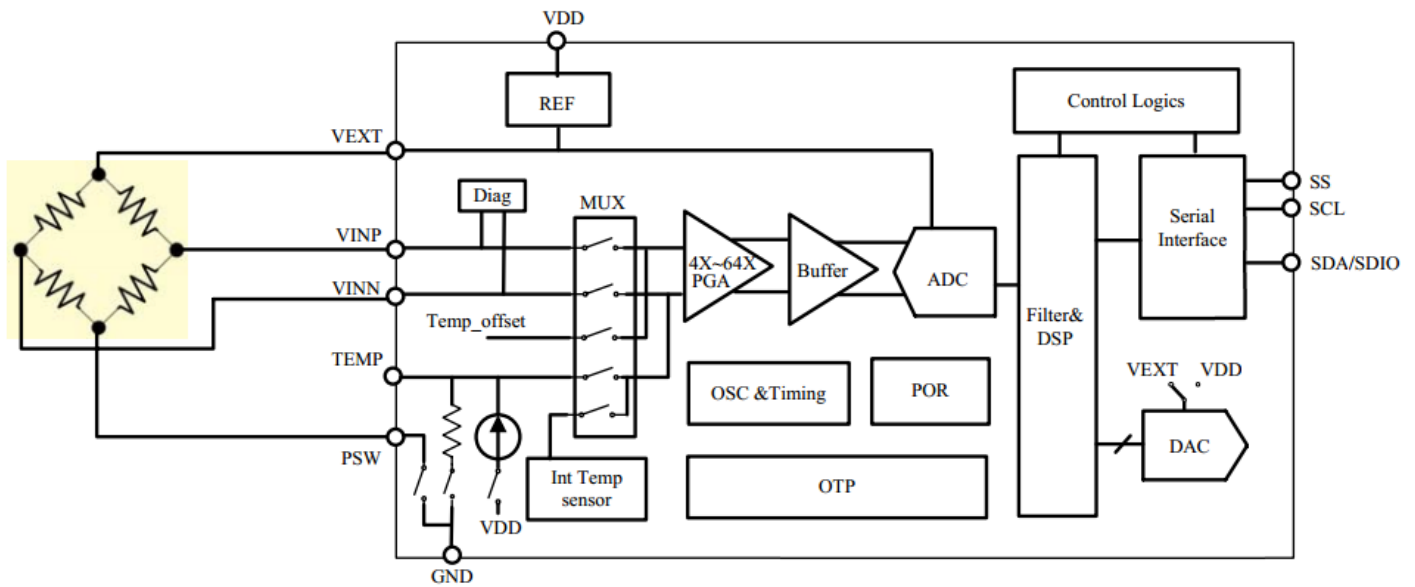 VDD
REF
Control Logics
VEXT
Diag
MUX
SS
SCL
VINP
4X~64X
PGA
Buffer
ADC
Serial
Interface
SDA/SDIO
VINN
Temp_offset
Filter&
DSP
TEMP
OSC &Timing
POR
VEXT
VDD
PSW
Int Temp
sensor
OTP
DAC
VDD
GND